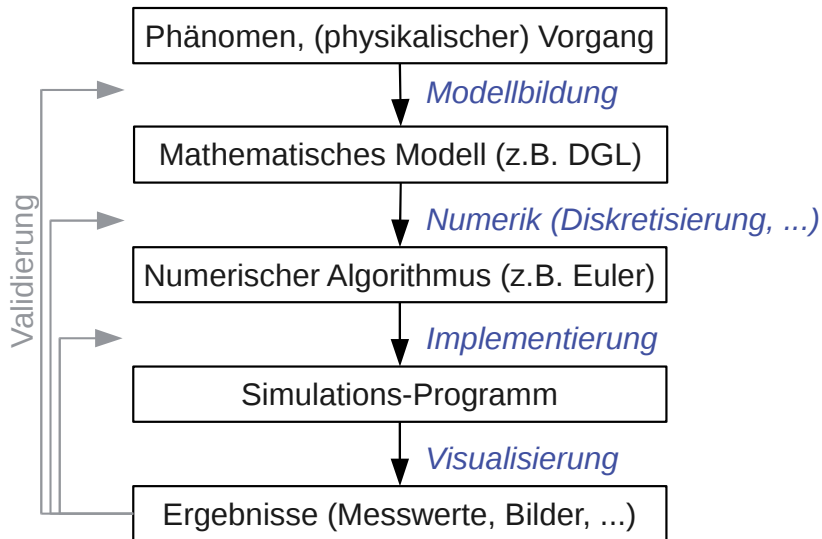 Phänomen, (physikalischer) Vorgang
Modellbildung
Mathematisches Modell (z.B. DGL)
Numerik (Diskretisierung, ...)
Numerischer Algorithmus (z.B. Euler)
Implementierung
Simulations-Programm
Visualisierung
Ergebnisse (Messwerte, Bilder, ...)
Validierung